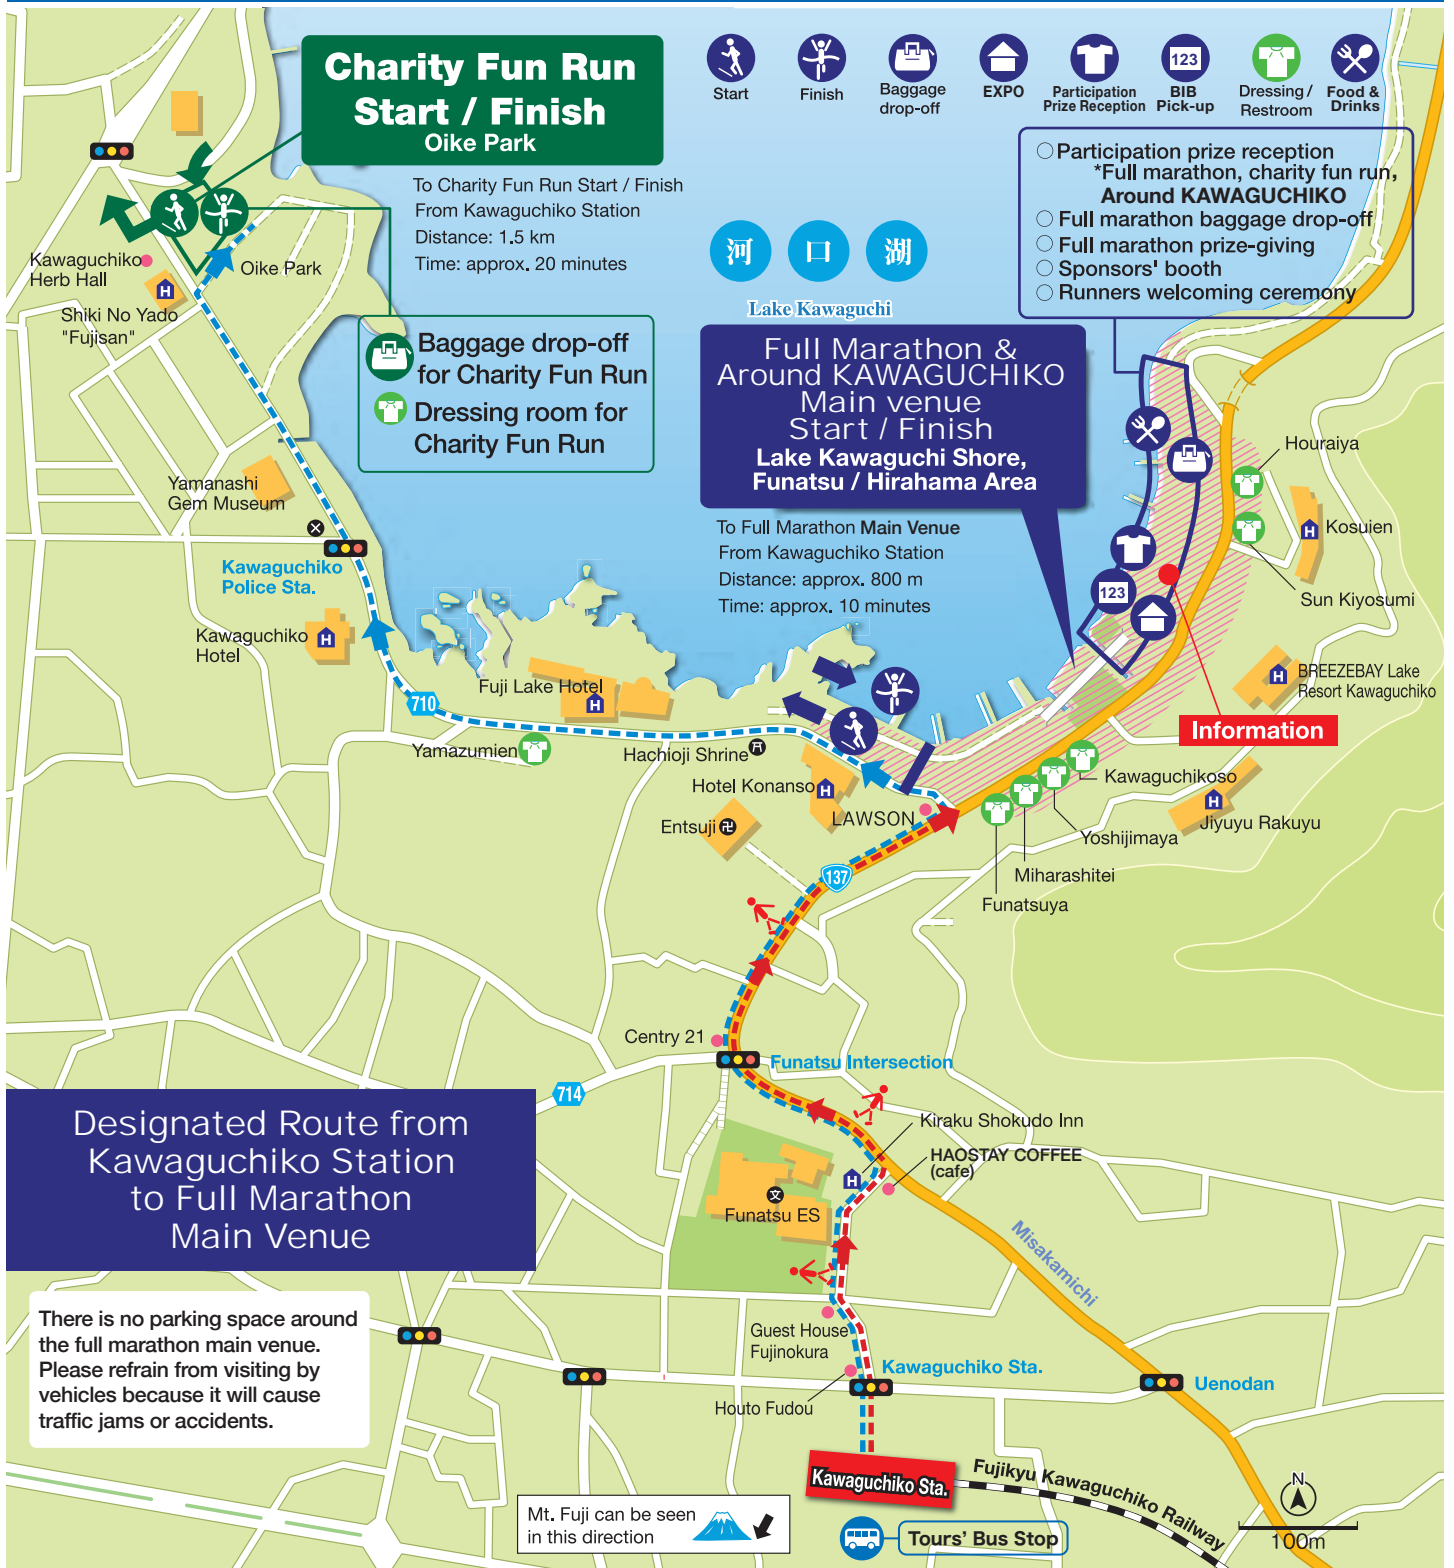 Charity Fun Run
Start / Finish
Oike Park
Start
Finish
Baggage
drop-off
EXPO
Participation
Prize Reception
123
BIB
Pick-up
Dressing /
Restroom
Food &
Drinks
To Charity Fun Run Start / Finish
From Kawaguchiko Station
Distance: 1.5 km
Time: approx. 20 minutes
○ Participation prize reception
*Full marathon, charity fun run,
Around KAWAGUCHIKO
○ Full marathon baggage drop-off
○ Full marathon prize-giving
○ Sponsors' booth
○ Runners welcoming ceremony
河口湖
Lake Kawaguchi
Kawaguchiko
Herb Hall
Oike Park
H
Shiki No Yado
"Fujisan"
Baggage drop-off
for Charity Fun Run
Dressing room for
Charity Fun Run
Full Marathon &
Around KAWAGUCHIKO
Main venue
Start / Finish
Lake Kawaguchi Shore,
Funatsu / Hirahama Area
To Full Marathon Main Venue
From Kawaguchiko Station
Distance: approx. 800 m
Time: approx. 10 minutes
Houraiya
H
Kosuien
Sun Kiyosumi
123
Yamanashi
Gem Museum
Kawaguchiko
Police Sta.
Kawaguchiko
Hotel
H
710
Fuji Lake Hotel
H
Yamazumien
Hachioji Shrine
Hotel Konanso
H
Entsuji
卍
LAWSON
H
BREEZEBAY Lake
Resort Kawaguchiko
Information
Kawaguchikoso
H
Jiyuyu Rakuyu
Yoshijimaya
Miharashitei
Funatsuya
137
Centry 21
Funatsu Intersection
714
Kiraku Shokudo Inn
HAOSTAY COFFEE
(cafe)
H
文
Funatsu ES
Misakamichi
Designated Route from
Kawaguchiko Station
to Full Marathon
Main Venue
There is no parking space around
the full marathon main venue.
Please refrain from visiting by
vehicles because it will cause
traffic jams or accidents.
Guest House
Fujinokura
Kawaguchiko Sta.
Houto Fudou
Uenodan
Kawaguchiko Sta.
Fujikyu Kawaguchiko Railway
Mt. Fuji can be seen
in this direction
Tours' Bus Stop
N
100m